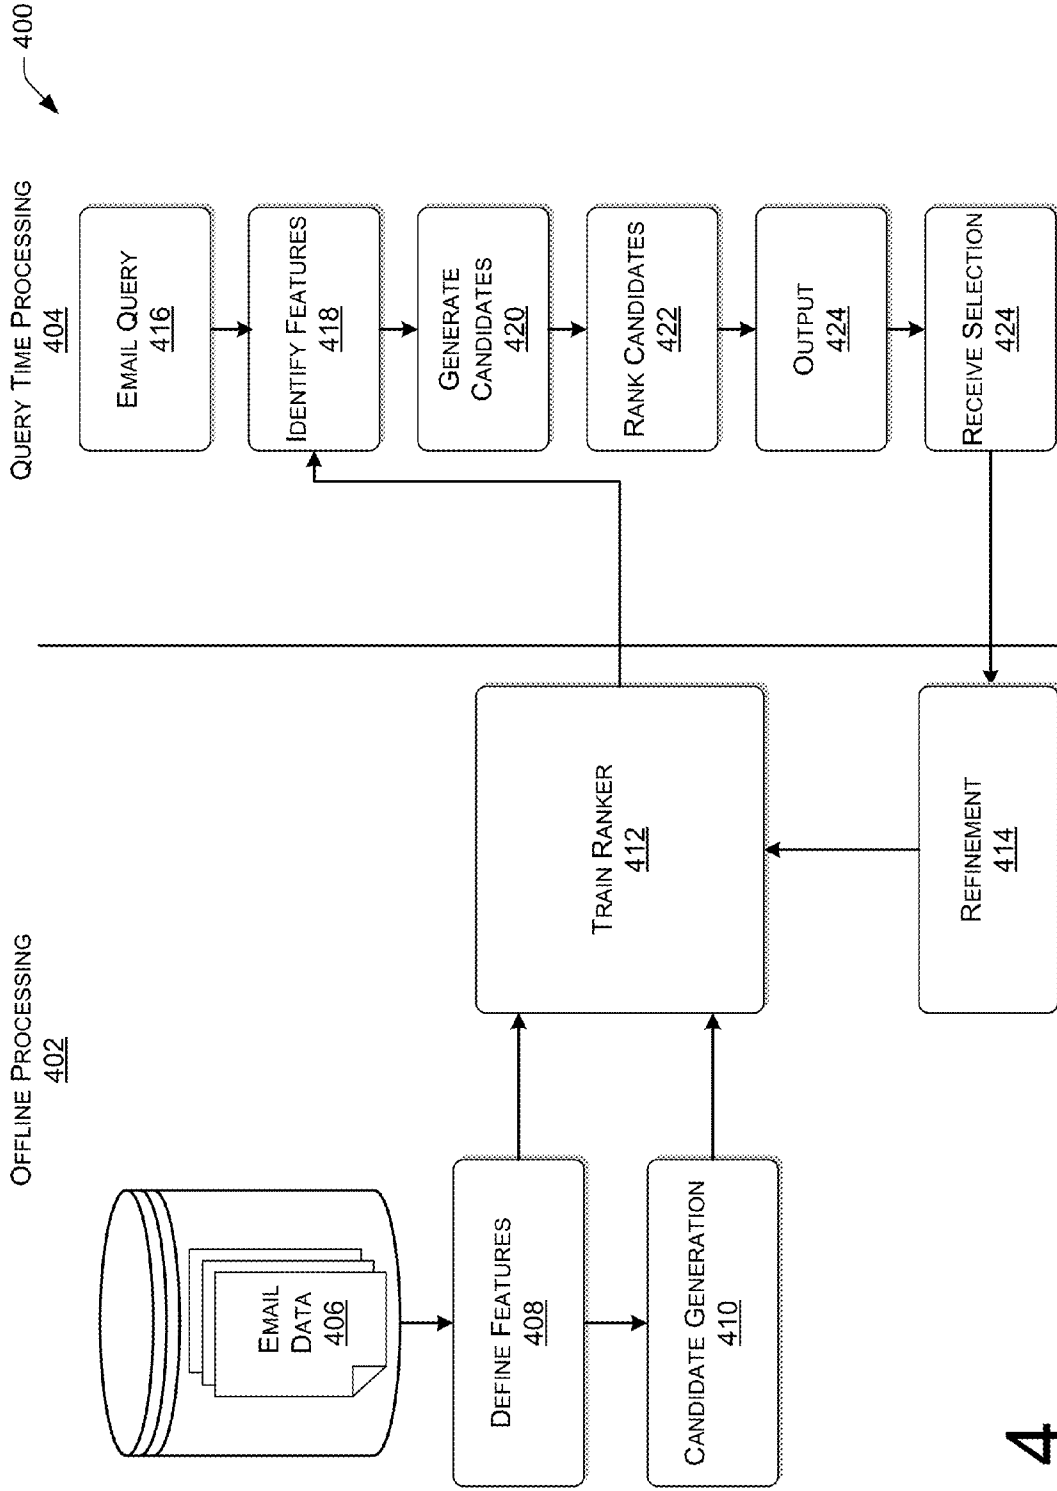 400
OFFLINE PROCESSING
402
QUERY TIME PROCESSING
404
EMAIL
DATA
406
DEFINE FEATURES
408
CANDIDATE GENERATION
410
TRAIN RANKER
412
REFINEMENT
414
EMAIL QUERY
416
IDENTIFY FEATURES
418
GENERATE
CANDIDATES
420
RANK CANDIDATES
422
OUTPUT
424
RECEIVE SELECTION
424
4